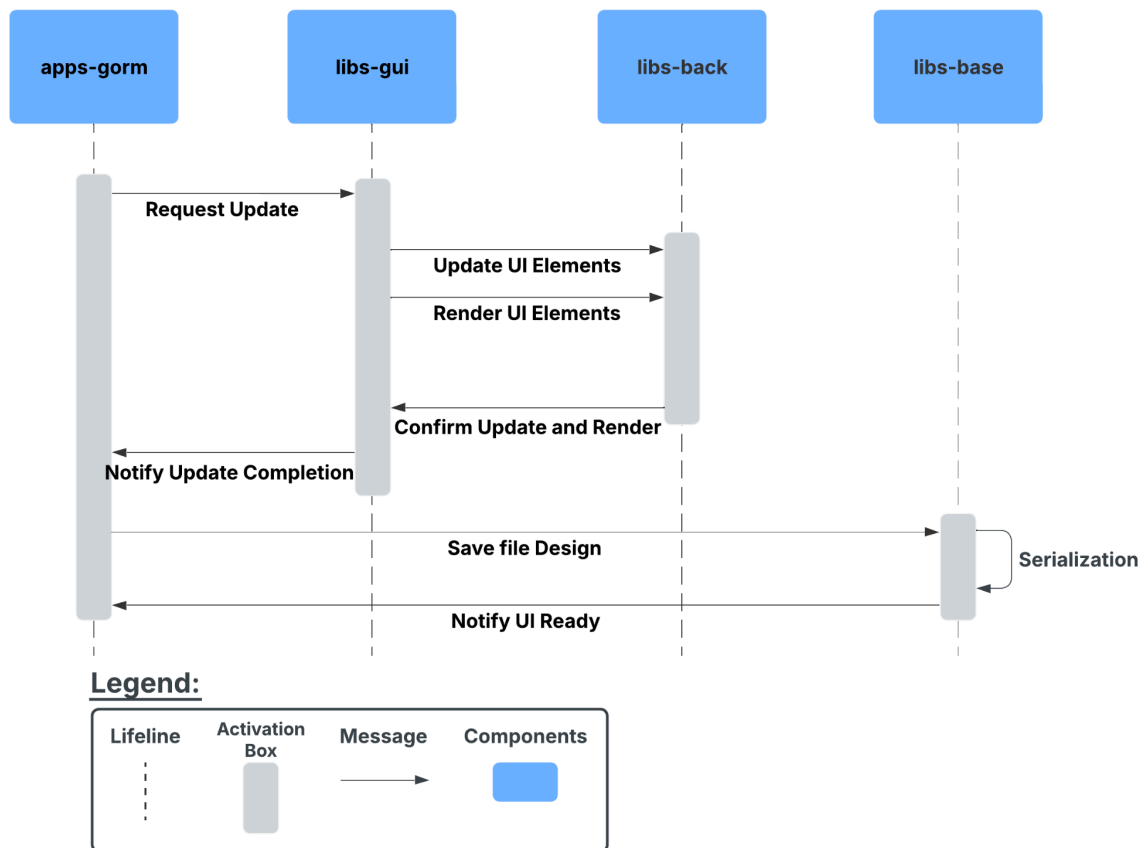 apps-gorm
libs-gui
libs-back
libs-base
Request Update
Update UI Elements
Render UI Elements
Confirm Update and Render
Notify Update Completion
Save file Design
Serialization
Notify UI Ready
Legend:
Lifeline
Activation
Box
Message
Components